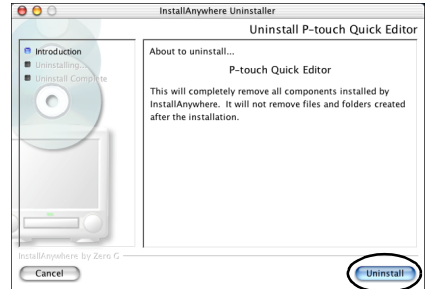 InstallAnywhere Uninstaller
Uninstall P-touch Quick Editor
Introduction
Uninstalling...
Uninstall Complete
About to uninstall...
P-touch Quick Editor
This will completely remove all components installed by
InstallAnywhere. It will not remove files and folders created
after the installation.
InstallAnywhere by Zero G
Cancel
Uninstall